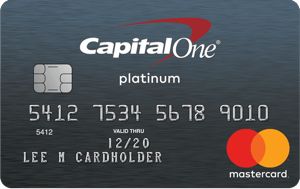 Capital One®
platinum
5412 7534 5678 9010
5412
VALID THRU
12/20
LEE M CARDHOLDER
mastercard